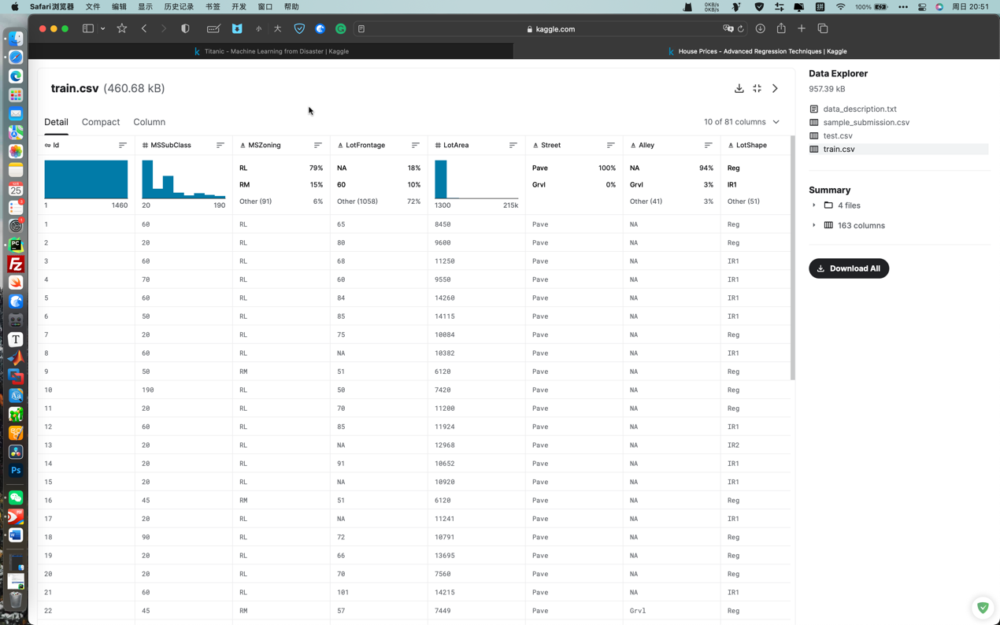 Safari浏览器 文件 编辑 显示 历史记录 书签 开发 窗口 帮助 0KB/s 0KB/s 拼 100% 周日 20:51
小 大 kaggle.com
Titanic - Machine Learning from Disaster | Kaggle House Prices - Advanced Regression Techniques | Kaggle
train.csv (460.68 kB)
Detail Compact Column 10 of 81 columns
Id MSSubClass MSZoning LotFrontage LotArea Street Alley LotShape
RL 79% NA 18% Pave 100% NA 94% Reg
RM 15% 60 10% Grvl 0% Grvl 3% IR1
Other (91) 6% Other (1058) 72% Other (41) 3% Other (51)
1 1460 20 190 1300 215k
1 60 RL 65 8450 Pave NA Reg
2 20 RL 80 9600 Pave NA Reg
3 60 RL 68 11250 Pave NA IR1
4 70 RL 60 9550 Pave NA IR1
5 60 RL 84 14260 Pave NA IR1
6 50 RL 85 14115 Pave NA IR1
7 20 RL 75 10084 Pave NA Reg
8 60 RL NA 10382 Pave NA IR1
9 50 RM 51 6120 Pave NA Reg
10 190 RL 50 7420 Pave NA Reg
11 20 RL 70 11200 Pave NA Reg
12 60 RL 85 11924 Pave NA IR1
13 20 RL NA 12968 Pave NA IR2
14 20 RL 91 10652 Pave NA IR1
15 20 RL NA 10920 Pave NA IR1
16 45 RM 51 6120 Pave NA Reg
17 20 RL NA 11241 Pave NA IR1
18 90 RL 72 10791 Pave NA Reg
19 20 RL 66 13695 Pave NA Reg
20 20 RL 70 7560 Pave NA Reg
21 60 RL 101 14215 Pave NA IR1
22 45 RM 57 7449 Pave Grvl Reg
Data Explorer
957.39 kB
data_description.txt
sample_submission.csv
test.csv
train.csv
Summary
4 files
163 columns
Download All
25
PC
Fz
T
Ps